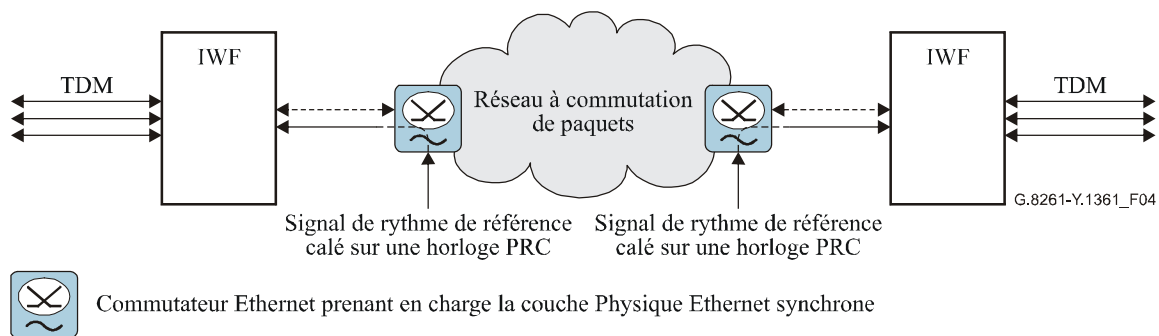 IWF
IWF
TDM
TDM
Réseau à commutation
de paquets
G.8261-Y.1361_F04
Signal de rythme de référence
calé sur une horloge PRC
Signal de rythme de référence
calé sur une horloge PRC
Commutateur Ethernet prenant en charge la couche Physique Ethernet synchrone